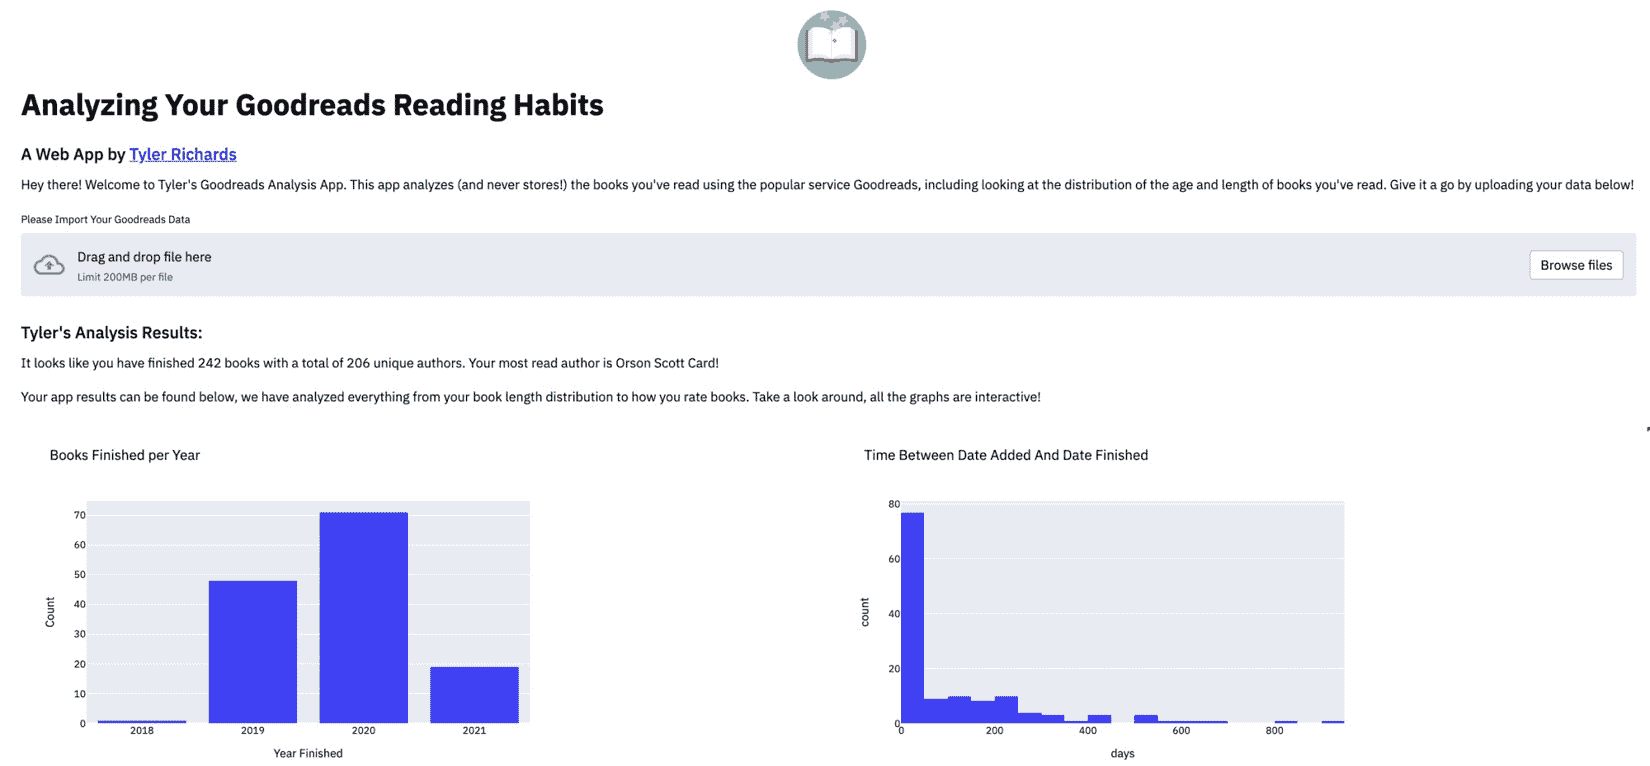 Analyzing Your Goodreads Reading Habits
A Web App by Tyler Richards
Hey there! Welcome to Tyler's Goodreads Analysis App. This app analyzes (and never stores!) the books you've read using the popular service Goodreads, including looking at the distribution of the age and length of books you've read. Give it a go by uploading your data below!
Please Import Your Goodreads Data
Drag and drop file here
Limit 200MB per file
Browse files
Tyler's Analysis Results:
It looks like you have finished 242 books with a total of 206 unique authors. Your most read author is Orson Scott Card!
Your app results can be found below, we have analyzed everything from your book length distribution to how you rate books. Take a look around, all the graphs are interactive!
Books Finished per Year
70
60
50
40
30
20
10
0
Count
2018 2019 2020 2021
Year Finished
Time Between Date Added And Date Finished
80
60
40
20
0
count
0 200 400 600 800
days